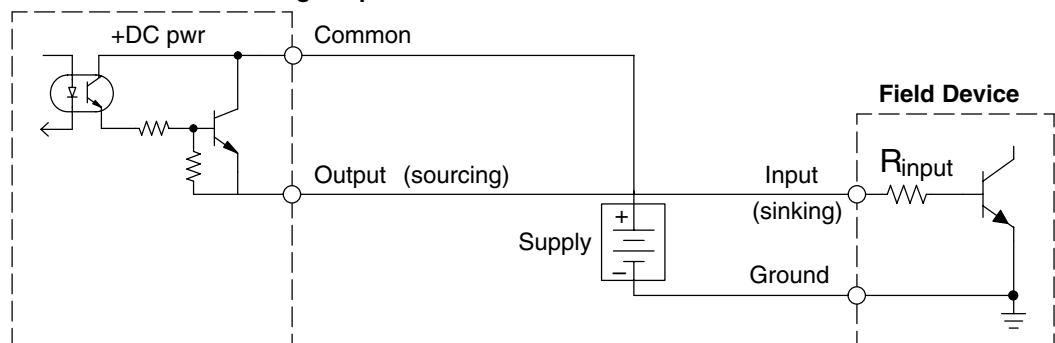 +DC pwr
Common
Field Device
Output (sourcing)
Input
(sinking)
Rinput
Supply
+
–
Ground